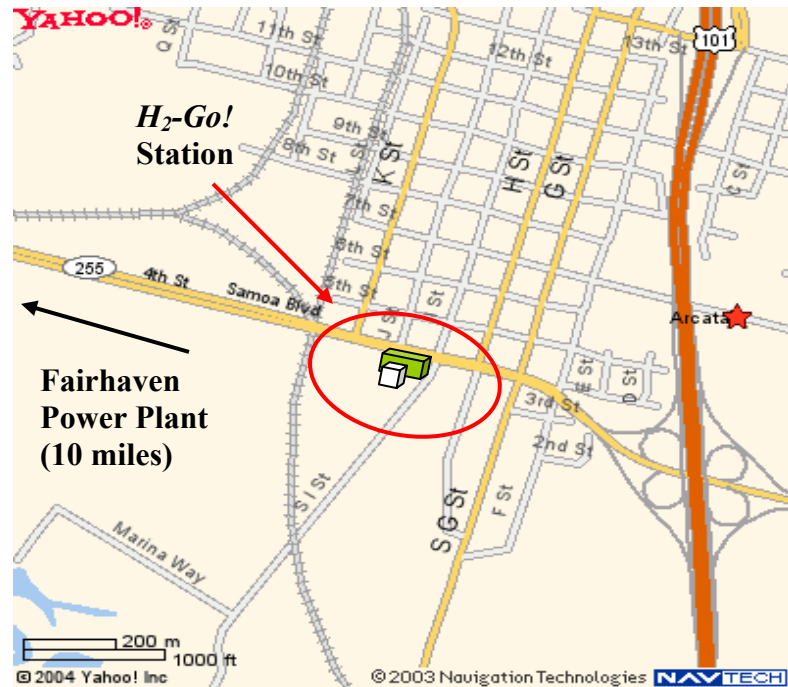 YAHOO!®
Q St
11th St
10th St
12th St
13th St
101
H₂-Go!
Station
9th St
8th St
K St
7th St
H St
G St
6th St
5th St
255
4th St
Samoa Blvd
J St
I St
Arcata
Fairhaven
Power Plant
(10 miles)
E St
D St
3rd St
2nd St
S I St
S G St
F St
Marina Way
200 m
1000 ft
© 2004 Yahoo! Inc
© 2003 Navigation Technologies NAVTECH